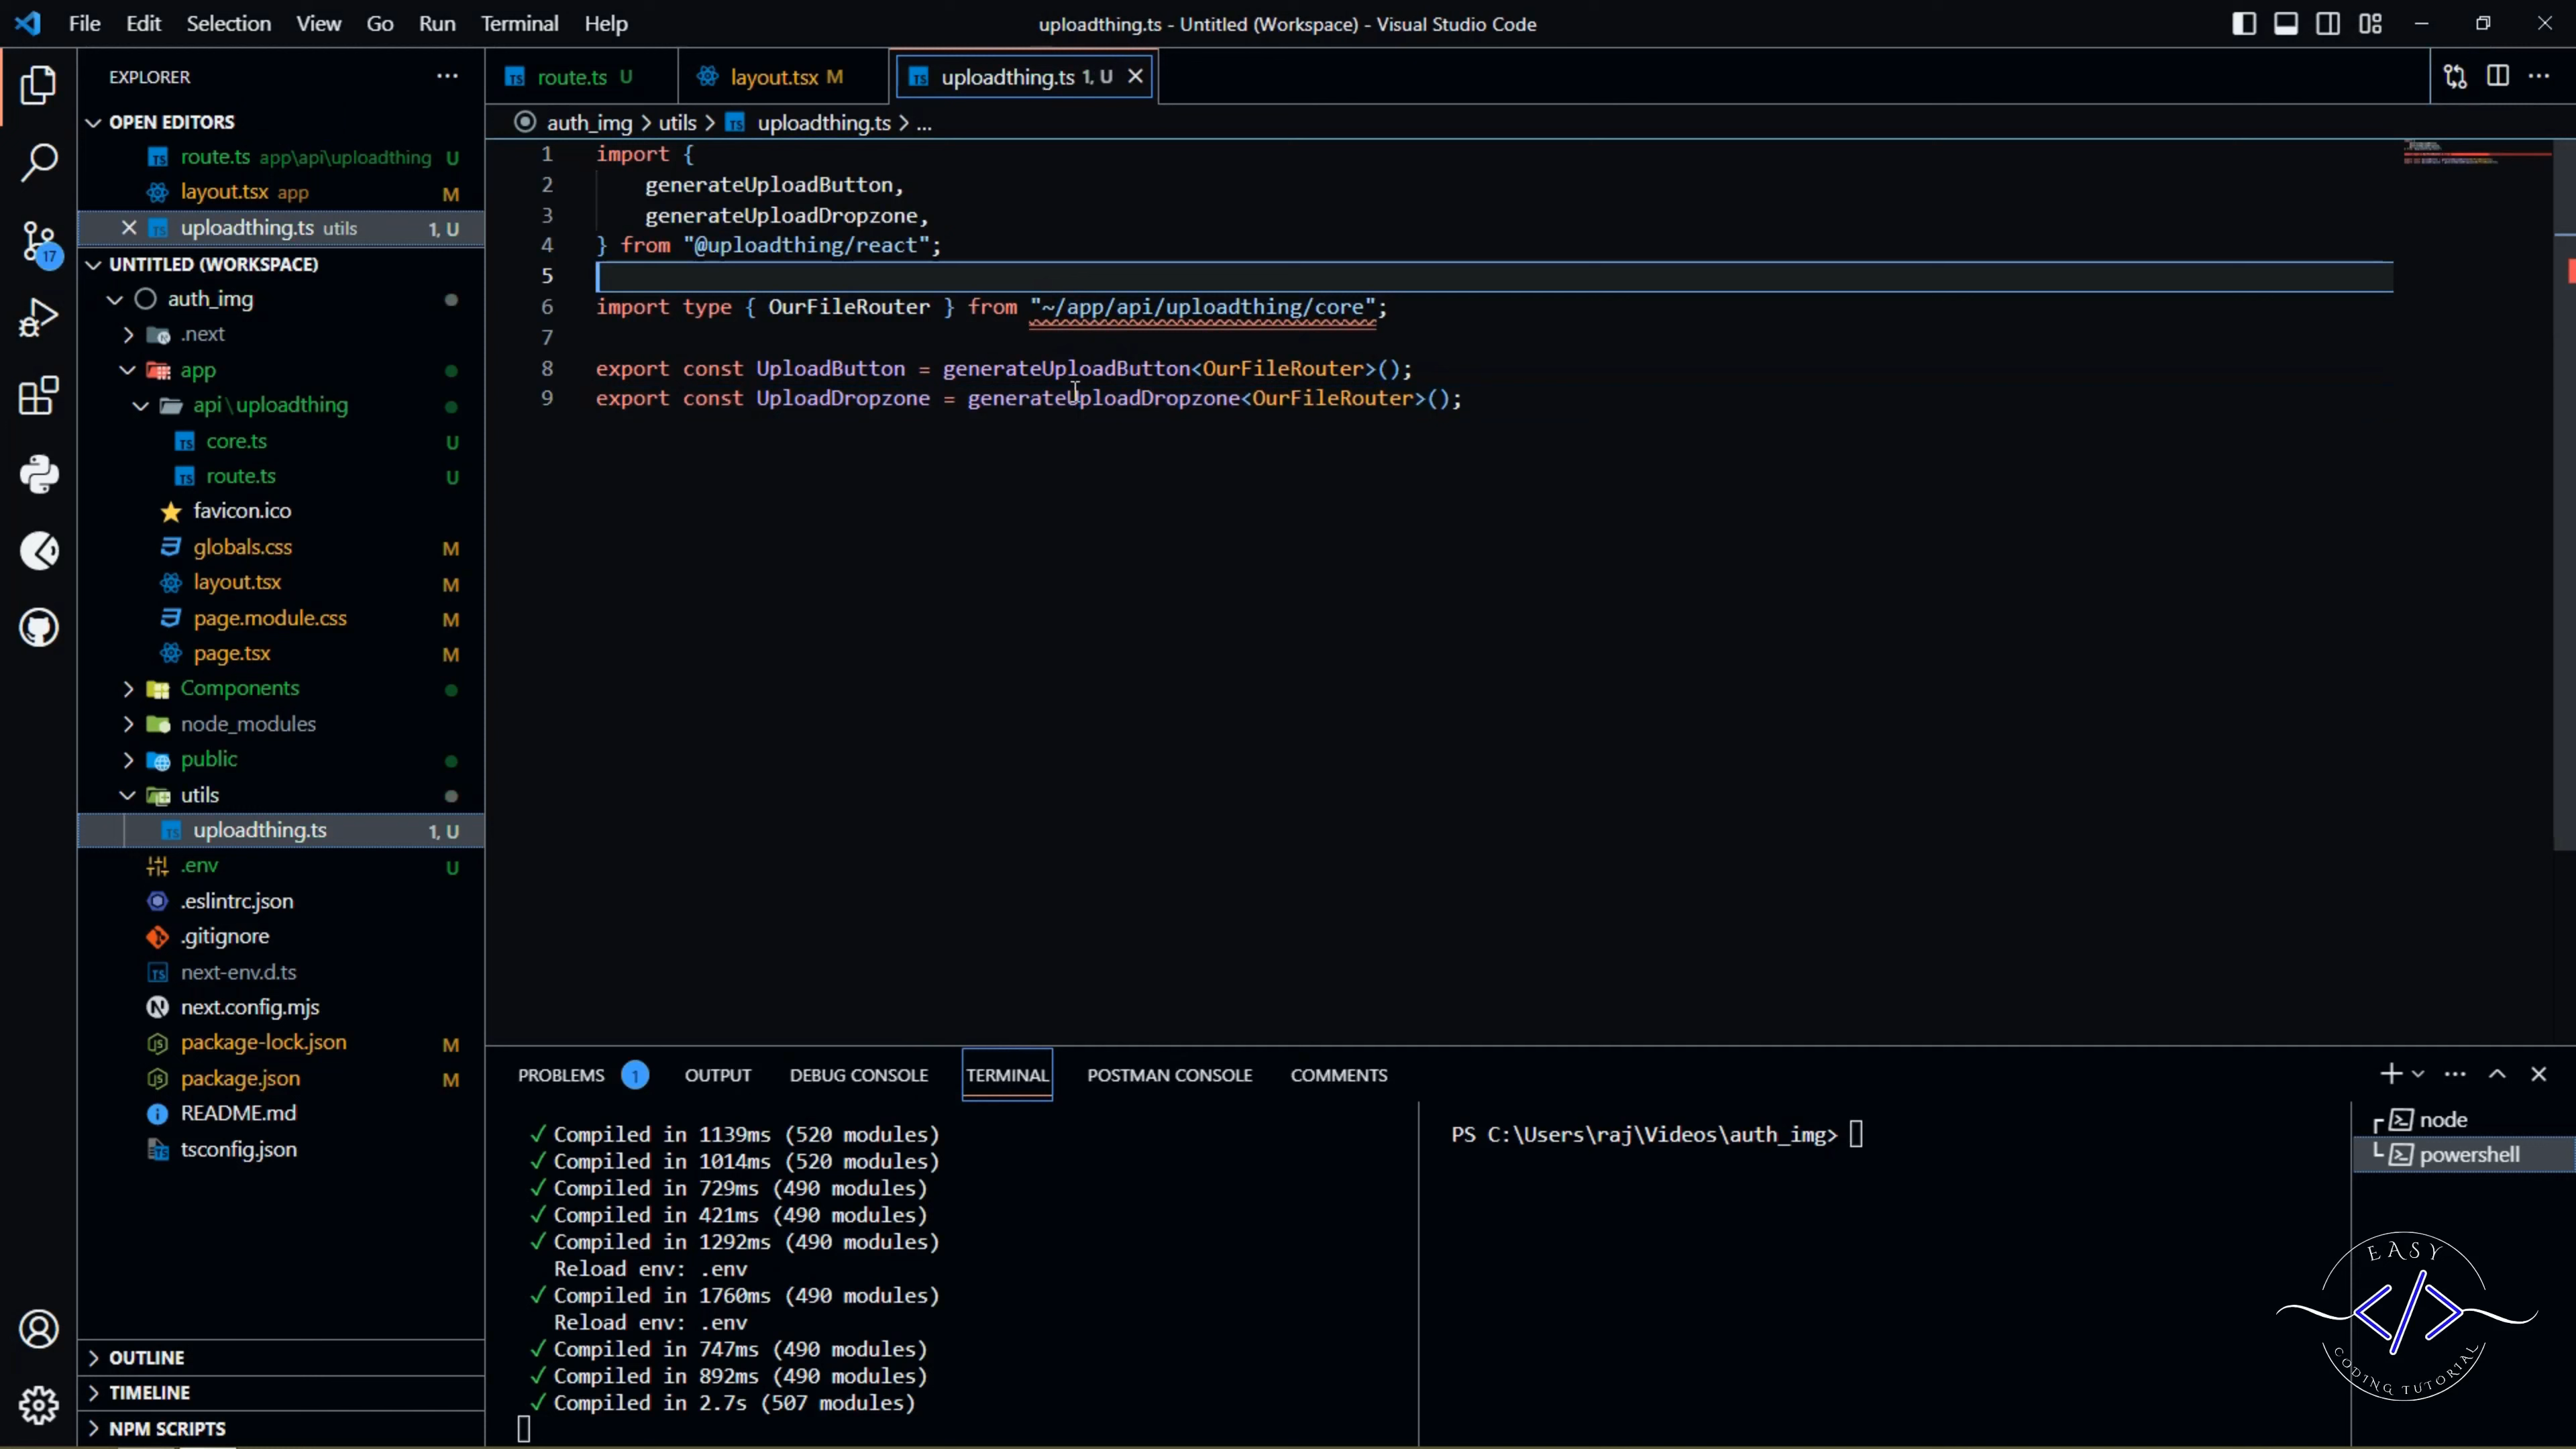 File Edit Selection View Go Run Terminal Help
uploadthing.ts - Untitled (Workspace) - Visual Studio Code
EXPLORER
OPEN EDITORS
route.ts app\api\uploadthing U
layout.tsx app M
uploadthing.ts utils 1, U
UNTITLED (WORKSPACE)
auth_img
.next
app
api\uploadthing
core.ts U
route.ts U
favicon.ico
globals.css M
layout.tsx M
page.module.css M
page.tsx M
Components
node_modules
public
utils
uploadthing.ts 1, U
.env U
.eslintrc.json
.gitignore
next-env.d.ts
next.config.mjs
package-lock.json M
package.json M
README.md
tsconfig.json
OUTLINE
TIMELINE
NPM SCRIPTS
17
route.ts U
layout.tsx M
uploadthing.ts 1, U
auth_img > utils > uploadthing.ts > ...
1 import {
2 generateUploadButton,
3 generateUploadDropzone,
4 } from "@uploadthing/react";
5
6 import type { OurFileRouter } from "~/app/api/uploadthing/core";
7
8 export const UploadButton = generateUploadButton<OurFileRouter>();
9 export const UploadDropzone = generateUploadDropzone<OurFileRouter>();
PROBLEMS 1 OUTPUT DEBUG CONSOLE TERMINAL POSTMAN CONSOLE COMMENTS
✓ Compiled in 1139ms (520 modules)
✓ Compiled in 1014ms (520 modules)
✓ Compiled in 729ms (490 modules)
✓ Compiled in 421ms (490 modules)
✓ Compiled in 1292ms (490 modules)
Reload env: .env
✓ Compiled in 1760ms (490 modules)
Reload env: .env
✓ Compiled in 747ms (490 modules)
✓ Compiled in 892ms (490 modules)
✓ Compiled in 2.7s (507 modules)
PS C:\Users\raj\Videos\auth_img>
node
powershell
EASY
</>
CODING TUTORIAL